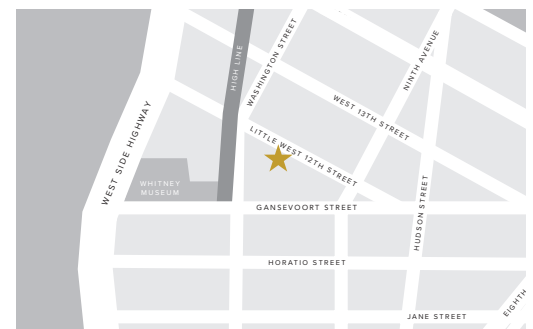 HIGH LINE
WASHINGTON STREET
NINTH AVENUE
WEST 13TH STREET
WEST SIDE HIGHWAY
LITTLE WEST 12TH STREET
WHITNEY
MUSEUM
GANSEVOORT STREET
HUDSON STREET
HORATIO STREET
EIGHTH
JANE STREET